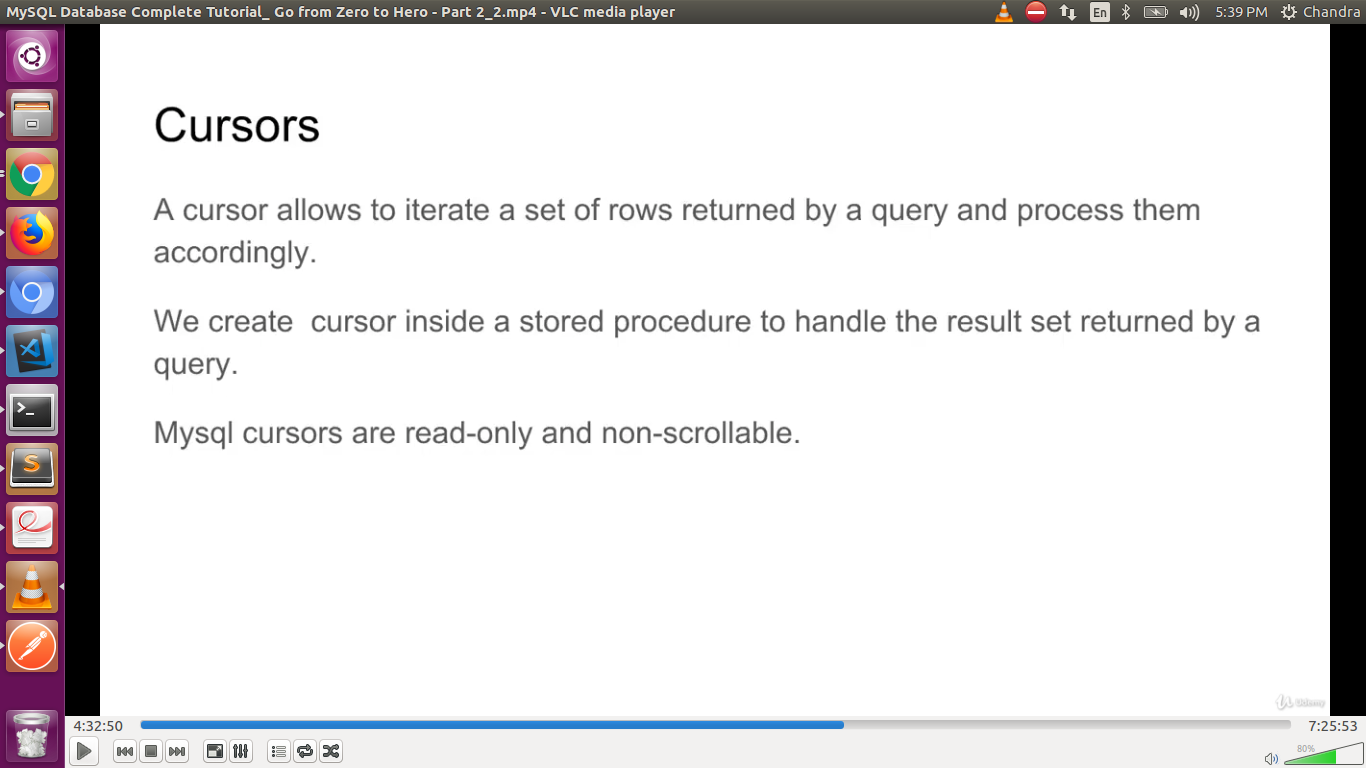 MySQL Database Complete Tutorial_ Go from Zero to Hero - Part 2_2.mp4 - VLC media player
En
5:39 PM
Chandra
Cursors
A cursor allows to iterate a set of rows returned by a query and process them
accordingly.
We create  cursor inside a stored procedure to handle the result set returned by a
query.
Mysql cursors are read-only and non-scrollable.
Udemy
4:32:50
7:25:53
80%